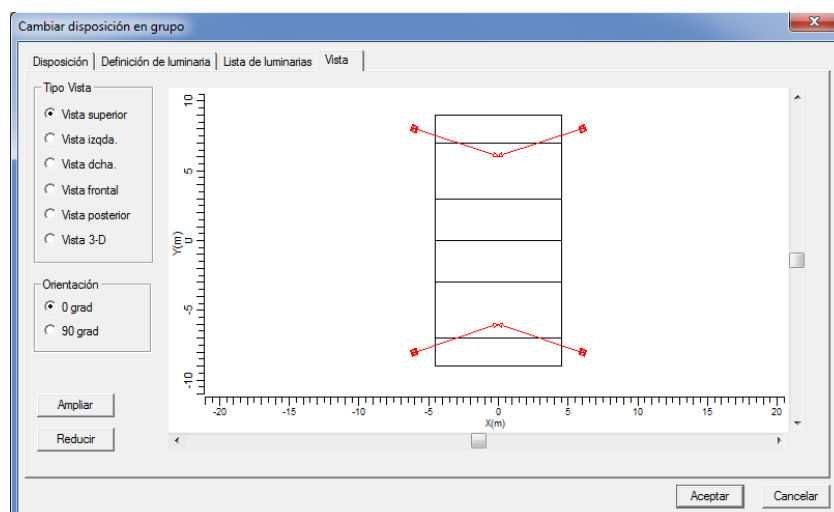 Cambiar disposición en grupo
Disposición Definición de luminaria Lista de luminarias Vista
Tipo Vista
Vista superior
Vista izqda.
Vista dcha.
Vista frontal
Vista posterior
Vista 3-D
Orientación
0 grad
90 grad
Ampliar
Reducir
10
5
0
-5
-10
Y(m)
-20 -15 -10 -5 0 5 10 15 20
X(m)
Aceptar Cancelar